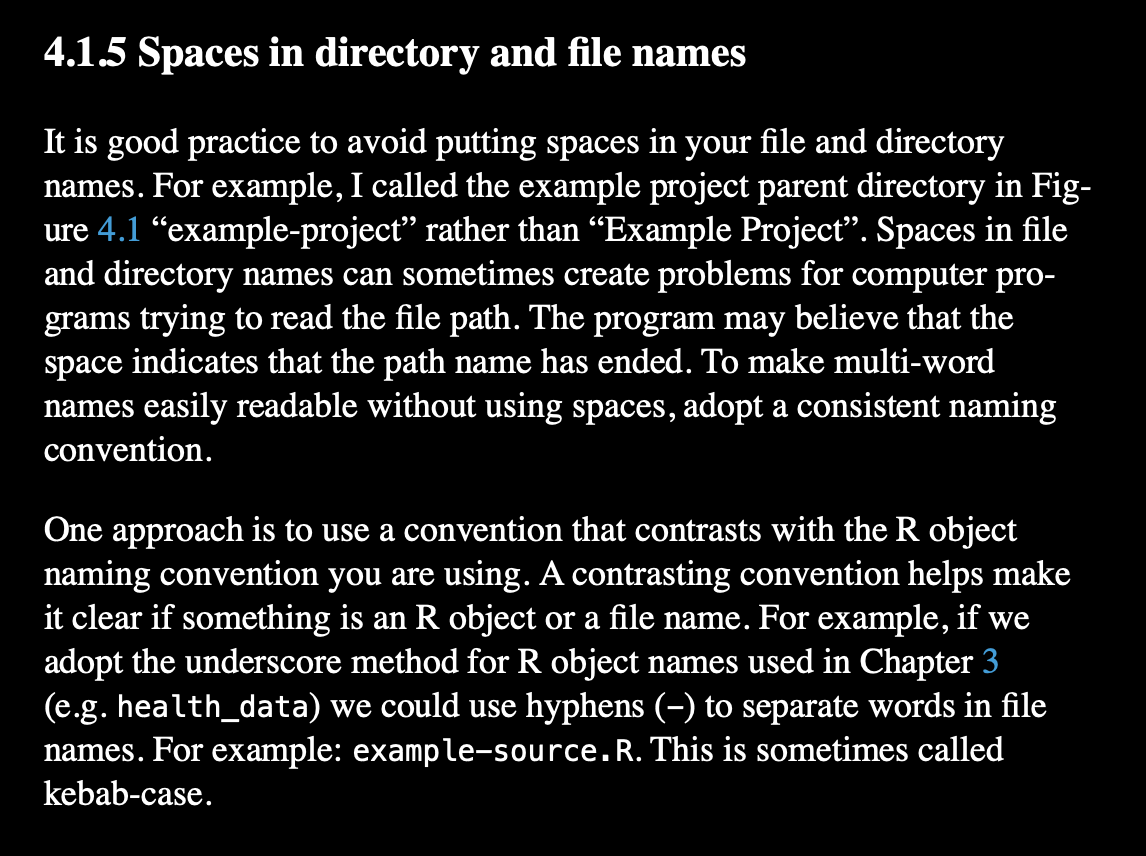 4.1.5 Spaces in directory and file names
It is good practice to avoid putting spaces in your file and directory
names. For example, I called the example project parent directory in Fig-
ure 4.1 “example-project” rather than “Example Project”. Spaces in file
and directory names can sometimes create problems for computer pro-
grams trying to read the file path. The program may believe that the
space indicates that the path name has ended. To make multi-word
names easily readable without using spaces, adopt a consistent naming
convention.
One approach is to use a convention that contrasts with the R object
naming convention you are using. A contrasting convention helps make
it clear if something is an R object or a file name. For example, if we
adopt the underscore method for R object names used in Chapter 3
(e.g. health_data) we could use hyphens (-) to separate words in file
names. For example: example-source.R. This is sometimes called
kebab-case.